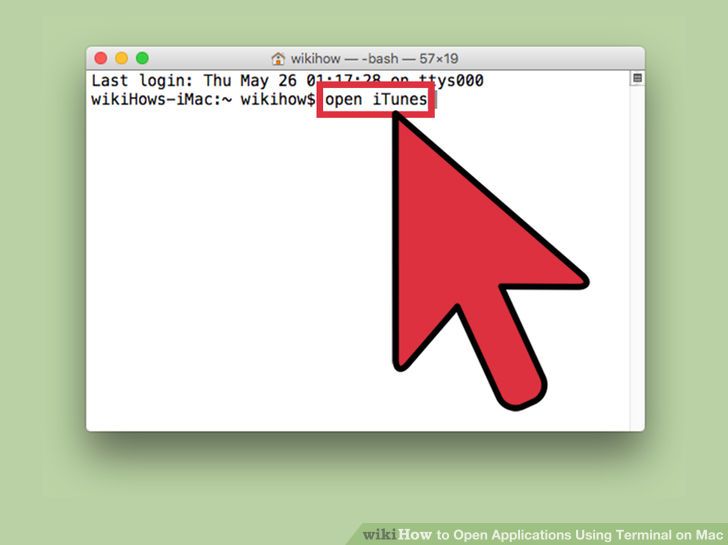 wikihow — -bash — 57×19
Last login: Thu May 26 01:17:28 on ttys000
wikiHows-iMac:~ wikihow$ open iTunes
wikiHow to Open Applications Using Terminal on Mac